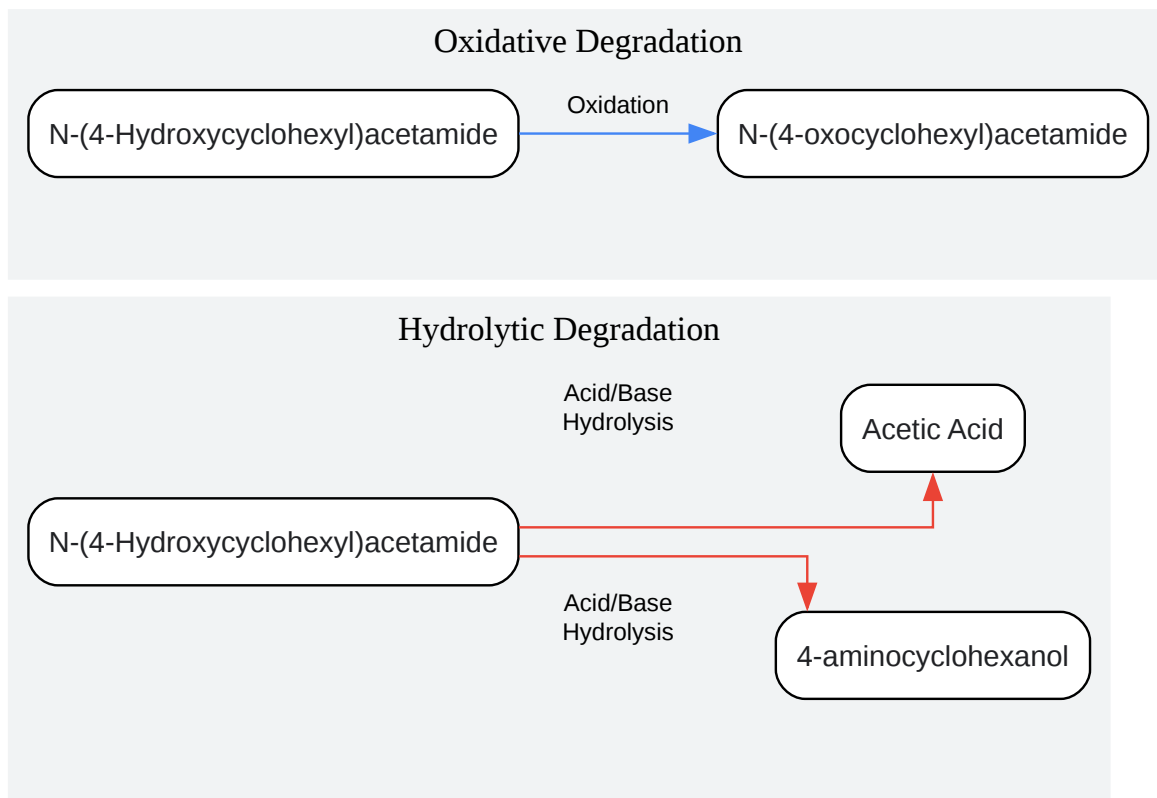 Oxidative Degradation
N-(4-Hydroxycyclohexyl)acetamide
Oxidation
N-(4-oxocyclohexyl)acetamide
Hydrolytic Degradation
Acid/Base
Hydrolysis
Acetic Acid
N-(4-Hydroxycyclohexyl)acetamide
Acid/Base
Hydrolysis
4-aminocyclohexanol